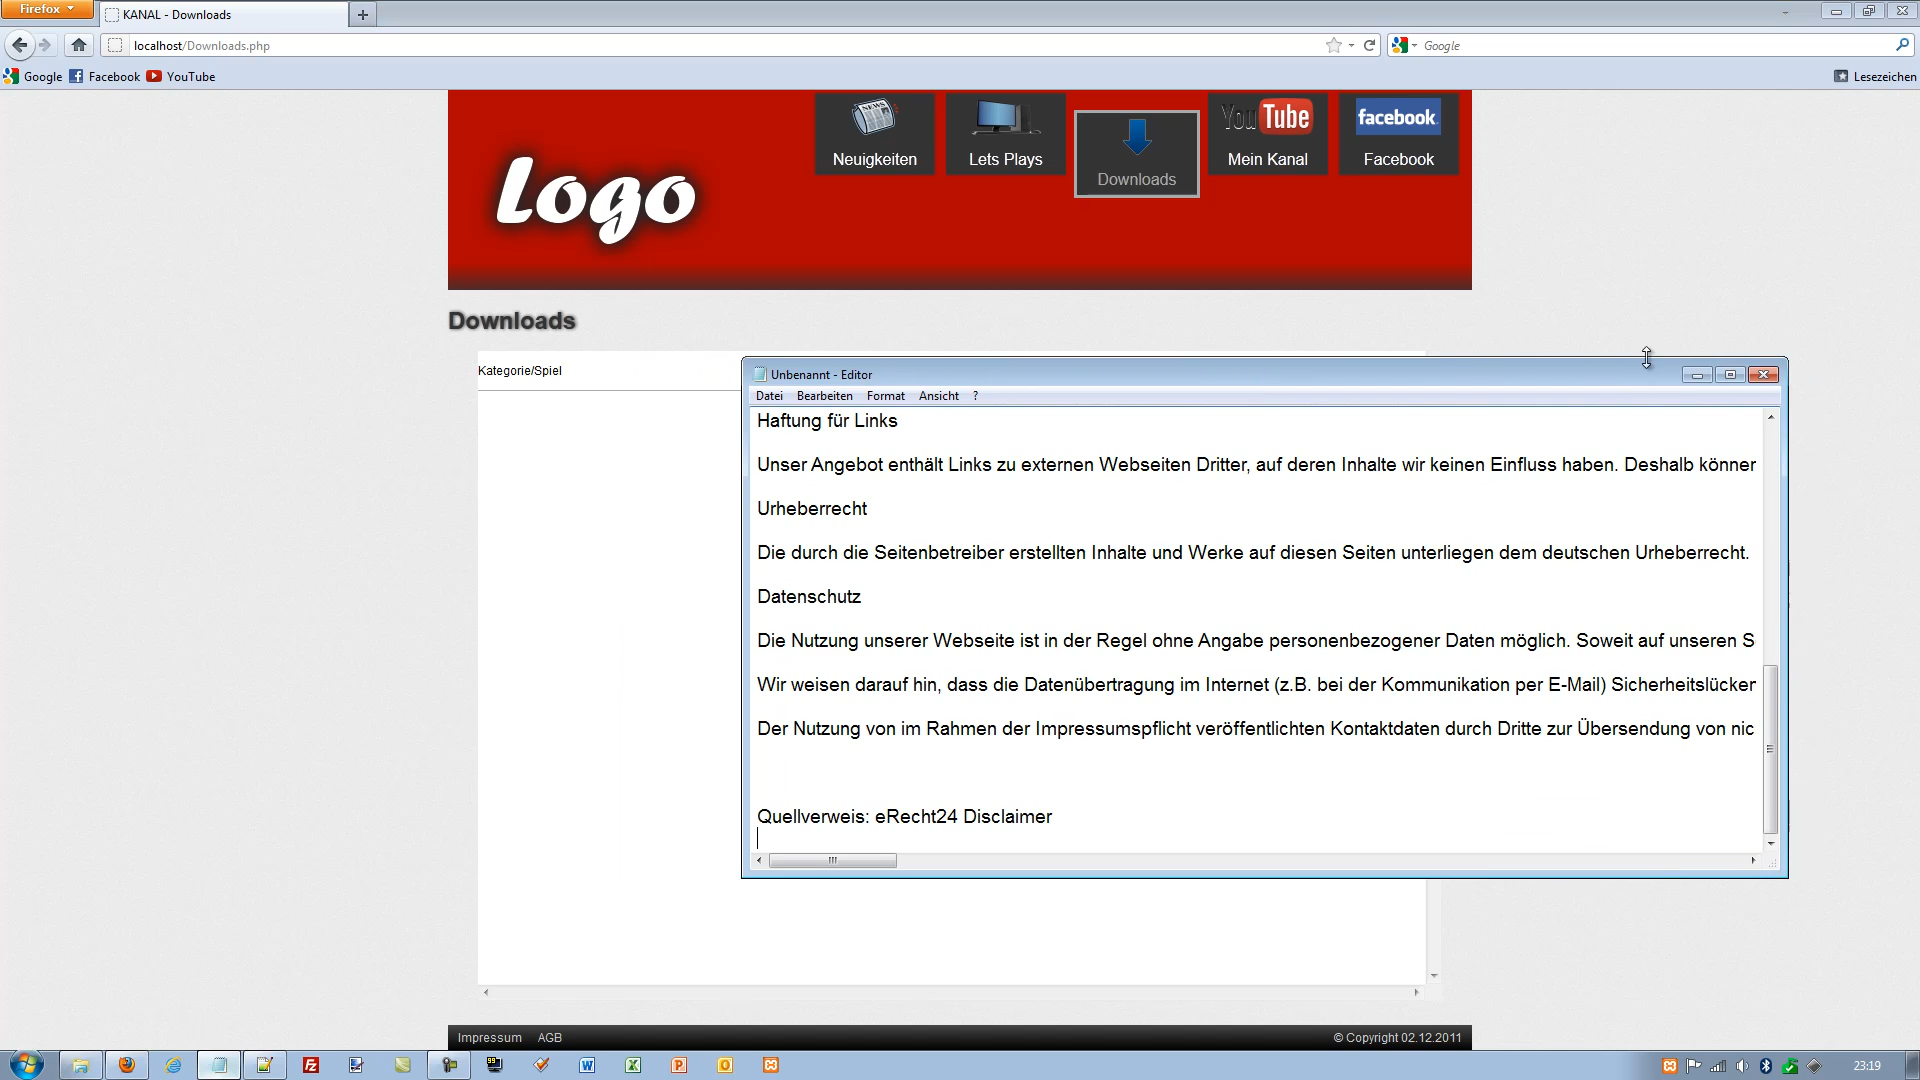 Firefox
KANAL - Downloads
localhost/Downloads.php
Google
Google Facebook YouTube
Lesezeichen
Logo
NEWS
Neuigkeiten
Lets Plays
Downloads
YouTube
Mein Kanal
facebook
Facebook
Downloads
Kategorie/Spiel
Unbenannt - Editor
Datei Bearbeiten Format Ansicht ?
Haftung für Links
Unser Angebot enthält Links zu externen Webseiten Dritter, auf deren Inhalte wir keinen Einfluss haben. Deshalb könner
Urheberrecht
Die durch die Seitenbetreiber erstellten Inhalte und Werke auf diesen Seiten unterliegen dem deutschen Urheberrecht.
Datenschutz
Die Nutzung unserer Webseite ist in der Regel ohne Angabe personenbezogener Daten möglich. Soweit auf unseren S
Wir weisen darauf hin, dass die Datenübertragung im Internet (z.B. bei der Kommunikation per E-Mail) Sicherheitslücker
Der Nutzung von im Rahmen der Impressumspflicht veröffentlichten Kontaktdaten durch Dritte zur Übersendung von nic
Quellverweis: eRecht24 Disclaimer
Impressum AGB
© Copyright 02.12.2011
23:19